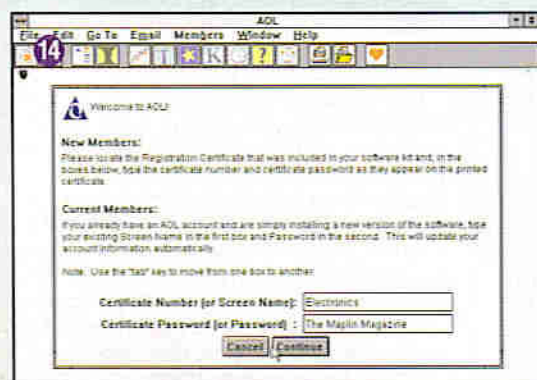 AOL
File Edit Go To Email Members Window Help
14
Welcome to AOL!
New Members:
Please locate the Registration Certificate that was included in your software kit and, in the
boxes below, type the certificate number and certificate password as they appear on the printed
certificate.
Current Members:
If you already have an AOL account and are simply installing a new version of the software, type
your existing Screen Name in the first box and Password in the second. This will update your
account information automatically.
Note: Use the "tab" key to move from one box to another.
Certificate Number (or Screen Name): Electronics
Certificate Password (or Password) : The Maplin Magazine
Cancel Continue